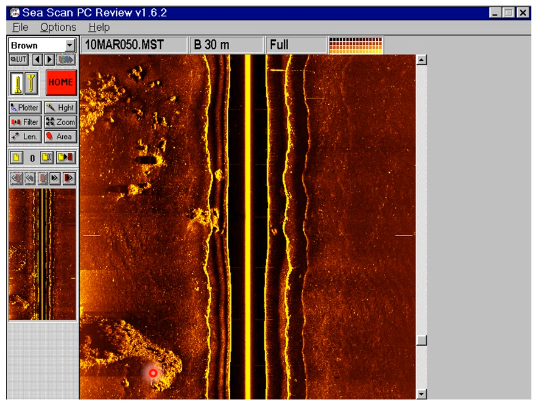 Sea Scan PC Review v1.6.2
File Options Help
Brown 10MAR050.MST B 30 m Full
LUT
HOME
Plotter Hght
Filter Zoom
Len. Area
0